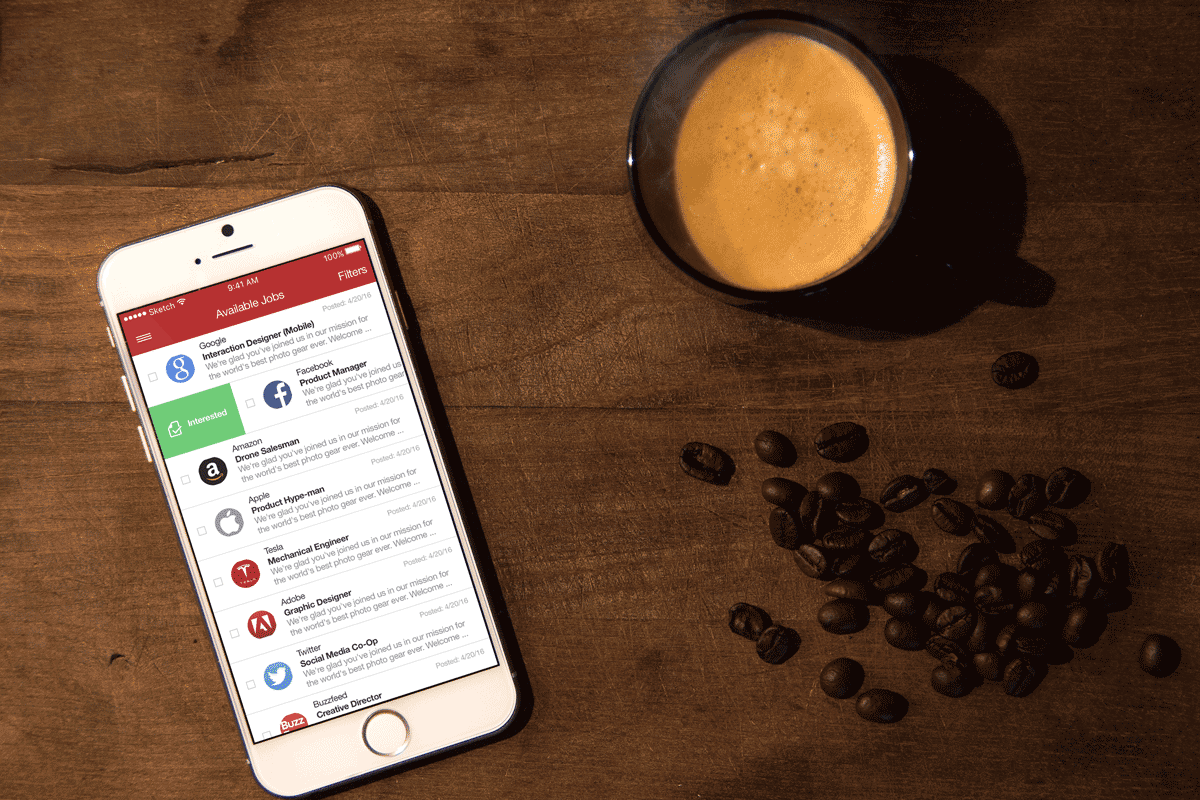 Sketch 9:41 AM 100%
Available Jobs Filters
Google Posted: 4/20/16
g Interaction Designer (Mobile)
We're glad you've joined us in our mission for
the world's best photo gear ever. Welcome ...
Interested
Facebook
f Product Manager
We're glad you've joined us
the world's best photo gear
Amazon Posted: 4/20/16
a Drone Salesman
We're glad you've joined us in our mission for
the world's best photo gear ever. Welcome ...
Apple Posted: 4/20/16
Product Hype-man
We're glad you've joined us in our mission for
the world's best photo gear ever. Welcome ...
Tesla Posted: 4/20/16
TESLA Mechanical Engineer
We're glad you've joined us in our mission for
the world's best photo gear ever. Welcome ...
Adobe Posted: 4/20/16
Graphic Designer
We're glad you've joined us in our mission for
the world's best photo gear ever. Welcome ...
Twitter Posted: 4/20/16
Social Media Co-Op
We're glad you've joined us in our mission for
the world's best photo gear ever. Welcome ...
Buzzfeed Posted: 4/20/16
Buzz Creative Director